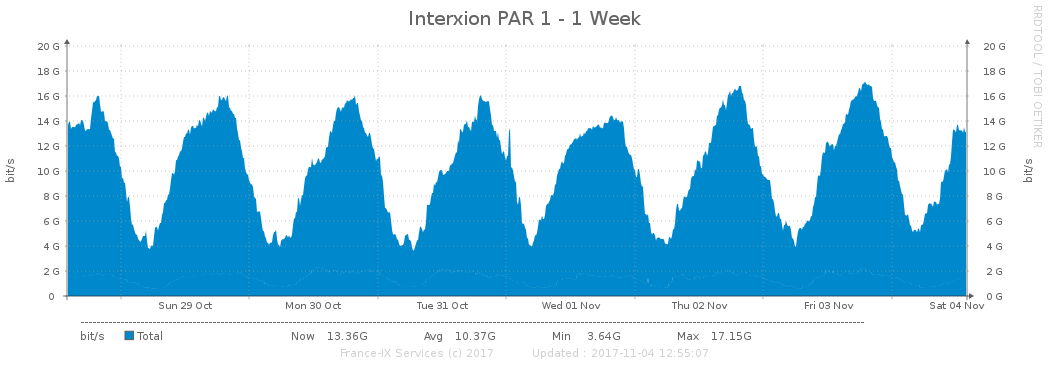 Interxion PAR 1 - 1 Week
RRDTOOL / TOBI OETIKER
20 G 20 G
18 G 18 G
16 G 16 G
14 G 14 G
12 G 12 G
10 G 10 G
8 G 8 G
6 G 6 G
4 G 4 G
2 G 2 G
0 0 G
bit/s
bit/s
Sun 29 Oct Mon 30 Oct Tue 31 Oct Wed 01 Nov Thu 02 Nov Fri 03 Nov Sat 04 Nov
bit/s Total Now 13.36G Avg 10.37G Min 3.64G Max 17.15G
France-IX Services (c) 2017 Updated : 2017-11-04 12:55:07